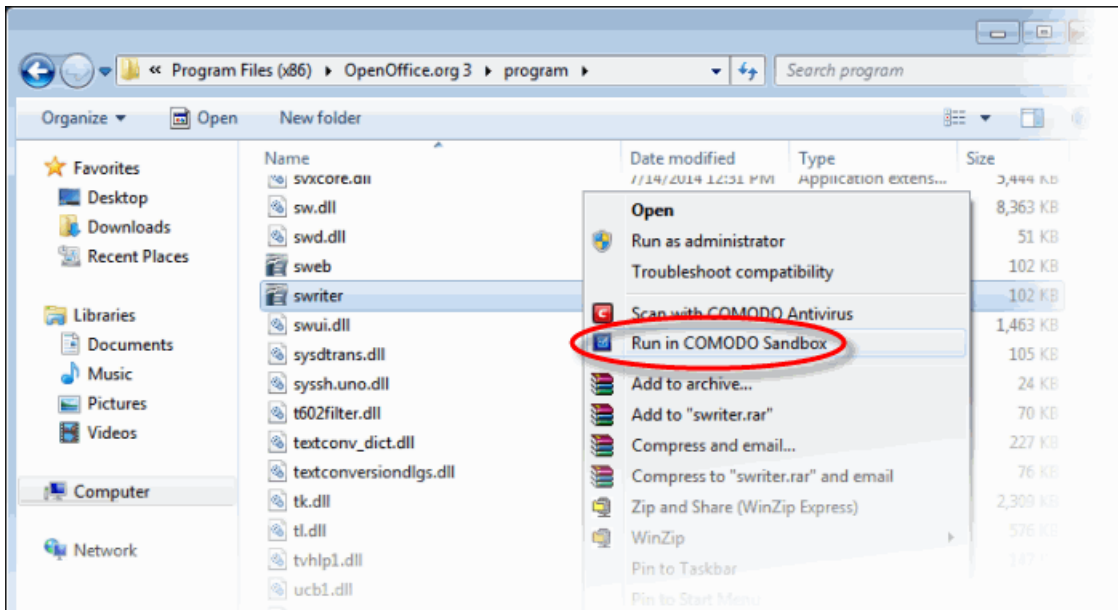 « Program Files (x86) ▸ OpenOffice.org 3 ▸ program ▸ Search program
Organize Open New folder
Name Date modified Type Size
Favorites
Desktop
Downloads
Recent Places
Libraries
Documents
Music
Pictures
Videos
Computer
Network
svxcore.dll 7/14/2014 12:31 PM Application extens... 5,444 KB
sw.dll 8,363 KB
swd.dll 51 KB
sweb 102 KB
swriter 102 KB
swui.dll 1,463 KB
sysdtrans.dll 105 KB
syssh.uno.dll 24 KB
t602filter.dll 70 KB
textconv_dict.dll 227 KB
textconversiondlgs.dll 76 KB
tk.dll 2,309 KB
tl.dll 576 KB
tvhlp1.dll 147
ucb1.dll
Open
Run as administrator
Troubleshoot compatibility
Scan with COMODO Antivirus
Run in COMODO Sandbox
Add to archive...
Add to "swriter.rar"
Compress and email...
Compress to "swriter.rar" and email
Zip and Share (WinZip Express)
WinZip
Pin to Taskbar
Pin to Start Menu